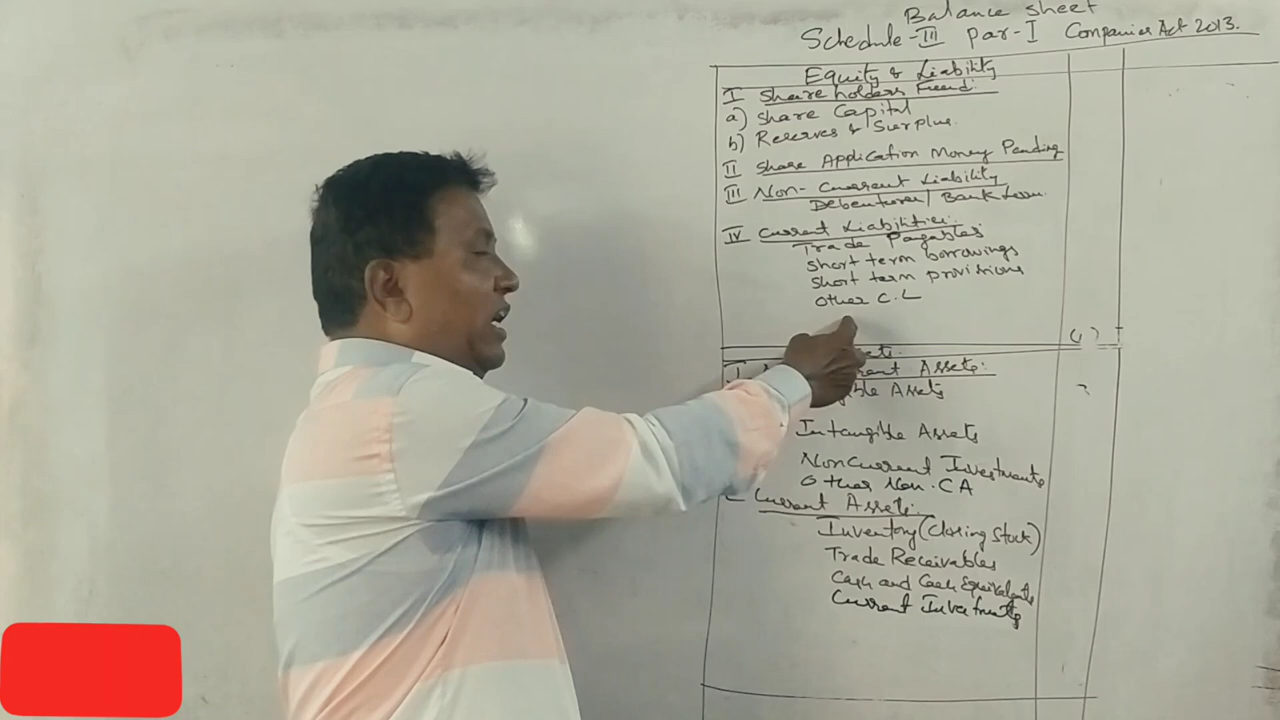 Balance sheet
Schedule-III par-I Companies Act 2013.
Equity & Liability
I Share holders Fund:
a) Share Capital
b) Reserves & Surplus
II Share Application Money Pending
III Non-Current Liability
Debentures / Bank Loan.
IV Current Liabilities:
Trade Payables
Short term borrowings
Short term provisions
Other C.L
I Assets:
Assets
Intangible Assets
Non Current Investments
Other Non.CA
Current Assets:
Inventory (Closing Stock)
Trade Receivables
Cash and Cash Equivalents
Current Investments